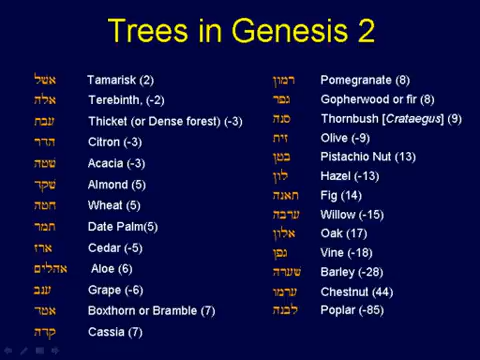 Trees in Genesis 2
אשל Tamarisk (2)
אלה Terebinth, (-2)
עבת Thicket (or Dense forest) (-3)
הדר Citron (-3)
שטה Acacia (-3)
שקד Almond (5)
חטה Wheat (5)
תמר Date Palm(5)
ארז Cedar (-5)
אהלים Aloe (6)
ענב Grape (-6)
אטד Boxthorn or Bramble (7)
קדה Cassia (7)
רמון Pomegranate (8)
גפר Gopherwood or fir (8)
סנה Thornbush [Crataegus] (9)
זית Olive (-9)
בטן Pistachio Nut (13)
לוז Hazel (-13)
תאנה Fig (14)
ערבה Willow (-15)
אלון Oak (17)
גפן Vine (-18)
שערה Barley (-28)
ערמו Chestnut (44)
לבנה Poplar (-85)